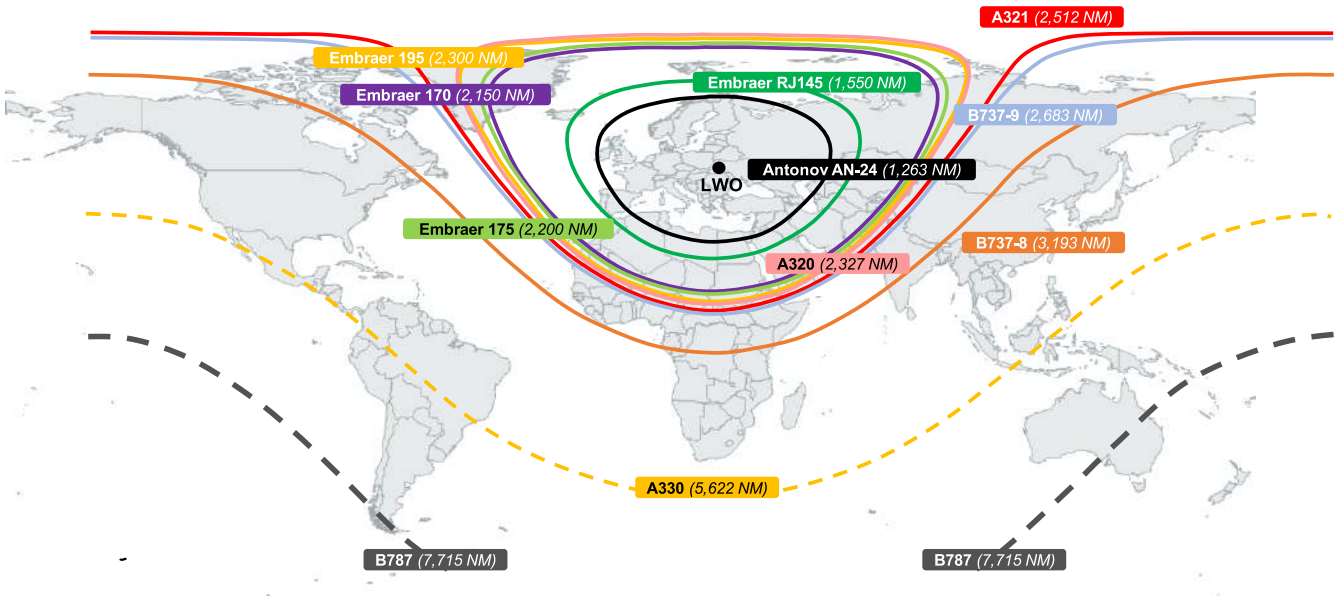 A321 (2,512 NM)
Embraer 195 (2,300 NM)
Embraer RJ145 (1,550 NM)
Embraer 170 (2,150 NM)
B737-9 (2,683 NM)
Antonov AN-24 (1,263 NM)
LWO
Embraer 175 (2,200 NM)
B737-8 (3,193 NM)
A320 (2,327 NM)
A330 (5,622 NM)
B787 (7,715 NM)
B787 (7,715 NM)